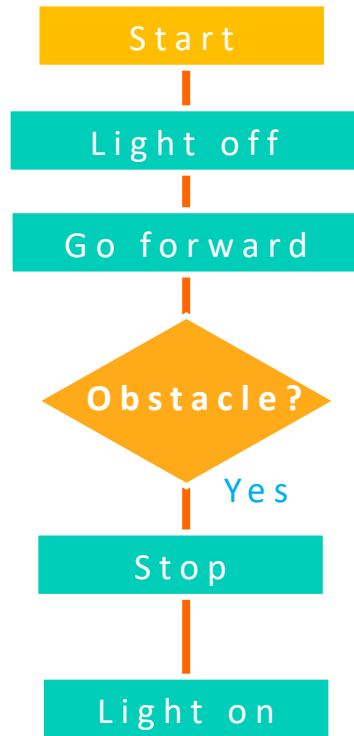 Start
Light off
Go forward
Obstacle?
Yes
Stop
Light on